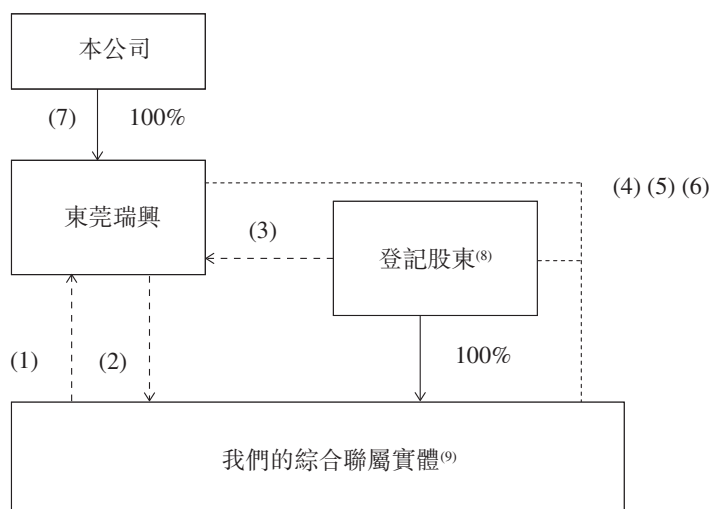 本公司
(7) 100%
東莞瑞興
(4) (5) (6)
(3)
登記股東(8)
(1) (2)
100%
我們的綜合聯屬實體(9)